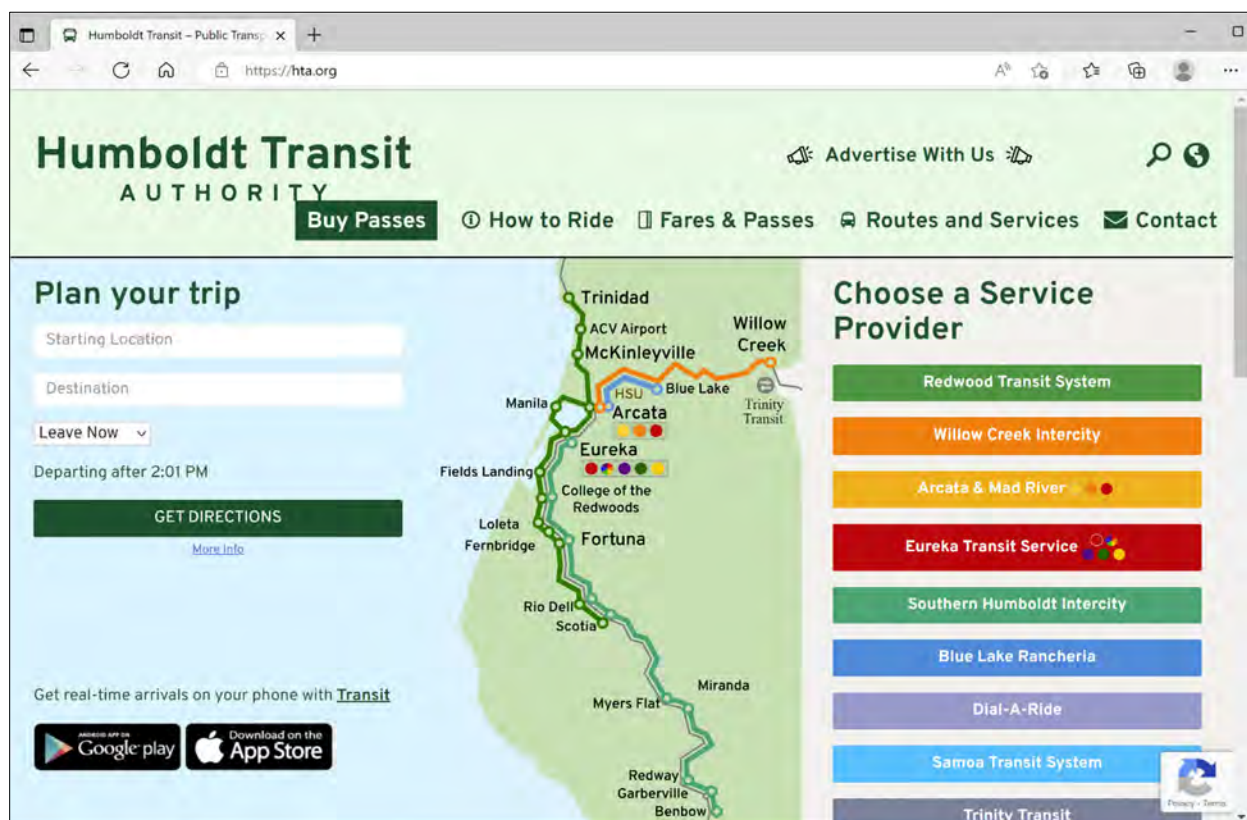 Humboldt Transit – Public Transp
https://hta.org
Humboldt Transit
AUTHORITY
Advertise With Us
Buy Passes
How to Ride
Fares & Passes
Routes and Services
Contact
Plan your trip
Starting Location
Destination
Leave Now
Departing after 2:01 PM
GET DIRECTIONS
More Info
Get real-time arrivals on your phone with Transit
ANDROID APP ON
Google play
Download on the
App Store
Trinidad
ACV Airport
Willow
Creek
McKinleyville
Blue Lake
HSU
Trinity
Transit
Manila
Arcata
Eureka
Fields Landing
College of the
Redwoods
Loleta
Fernbridge
Fortuna
Rio Dell
Scotia
Miranda
Myers Flat
Redway
Garberville
Benbow
Choose a Service
Provider
Redwood Transit System
Willow Creek Intercity
Arcata & Mad River
Eureka Transit Service
Southern Humboldt Intercity
Blue Lake Rancheria
Dial-A-Ride
Samoa Transit System
Trinity Transit
Privacy - Terms